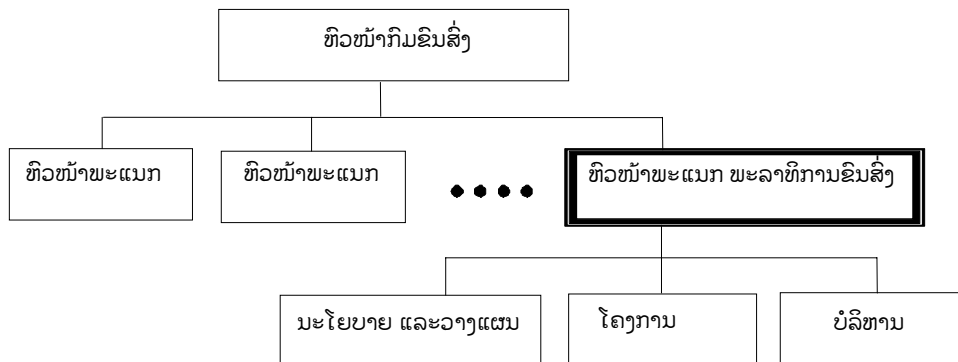 ຫົວໜ້າກົມຂົນສົ່ງ
ຫົວໜ້າພະແນກ
ຫົວໜ້າພະແນກ
ຫົວໜ້າພະແນກ ພະລາທິການຂົນສົ່ງ
ນະໂຍບາຍ ແລະວາງແຜນ
ໂຄງການ
ບໍລິຫານ